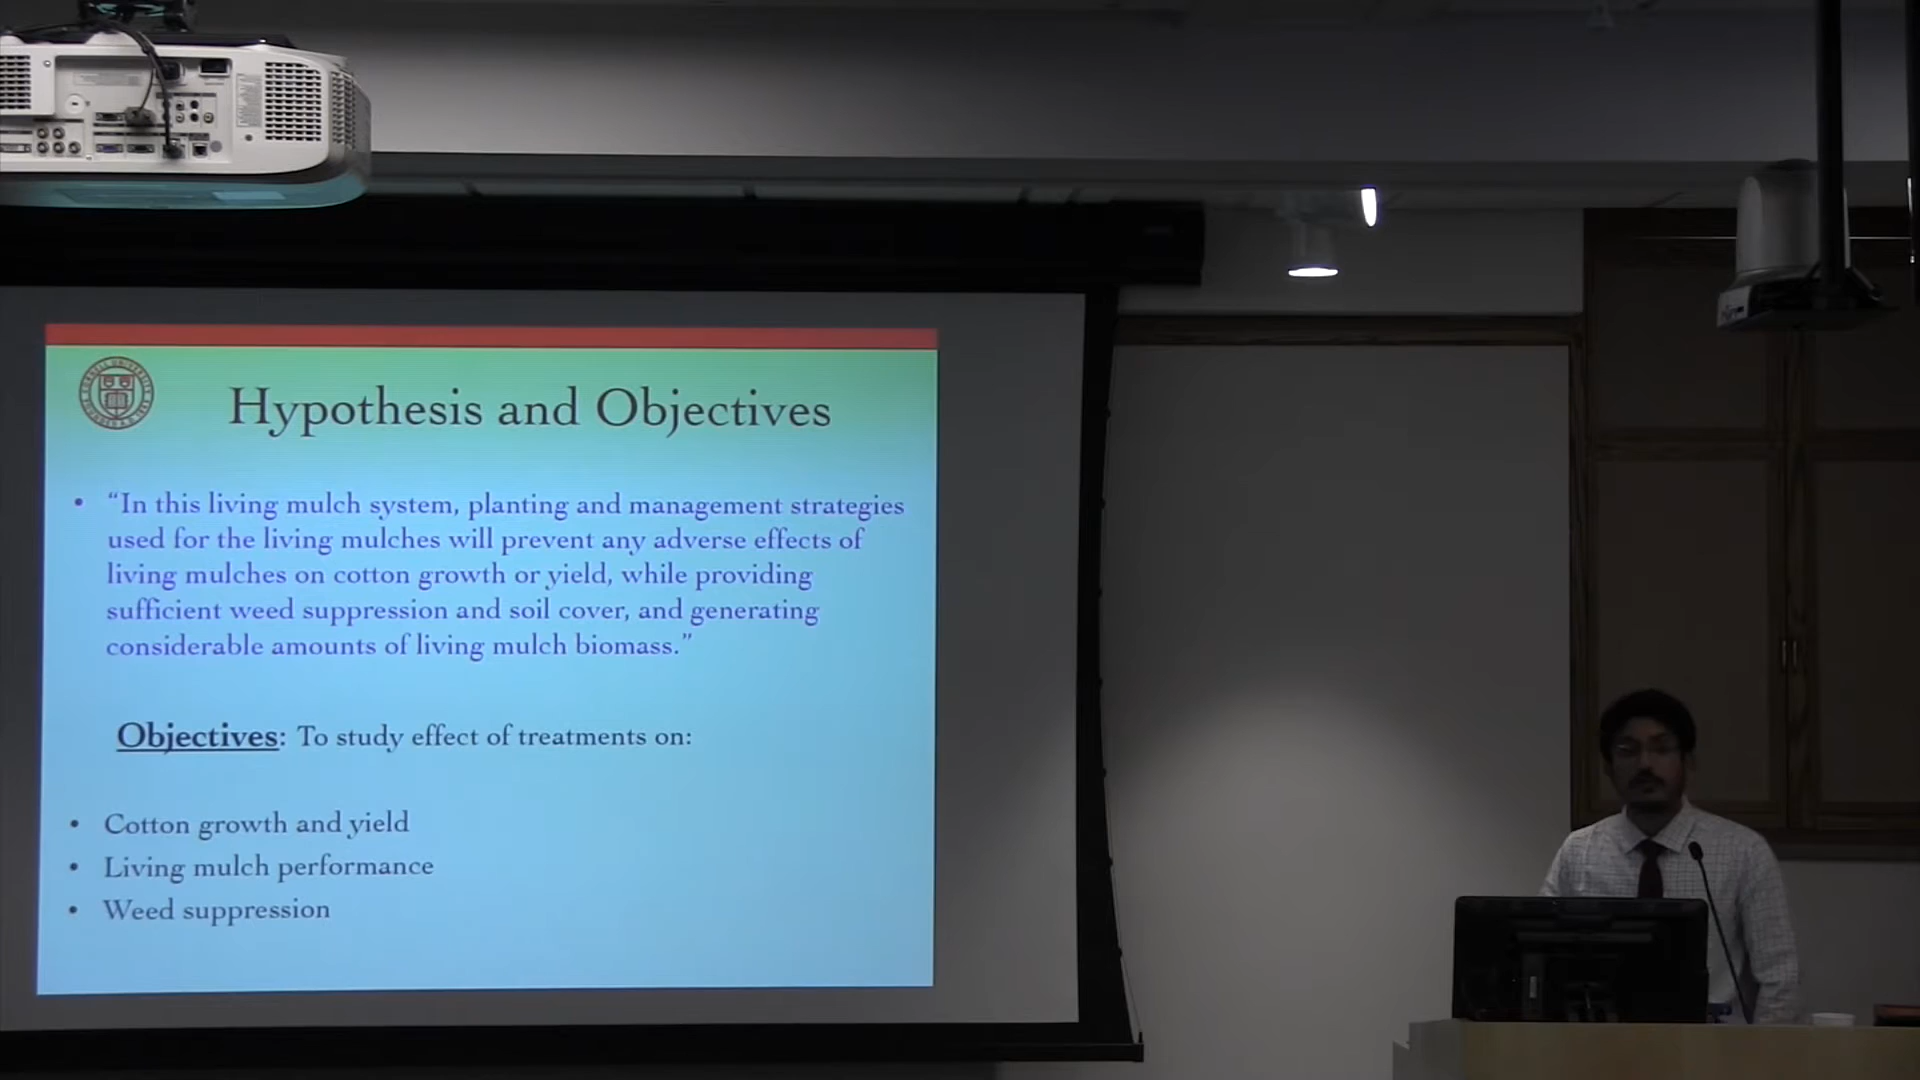 Hypothesis and Objectives
• “In this living mulch system, planting and management strategies
used for the living mulches will prevent any adverse effects of
living mulches on cotton growth or yield, while providing
sufficient weed suppression and soil cover, and generating
considerable amounts of living mulch biomass.”
Objectives: To study effect of treatments on:
• Cotton growth and yield
• Living mulch performance
• Weed suppression